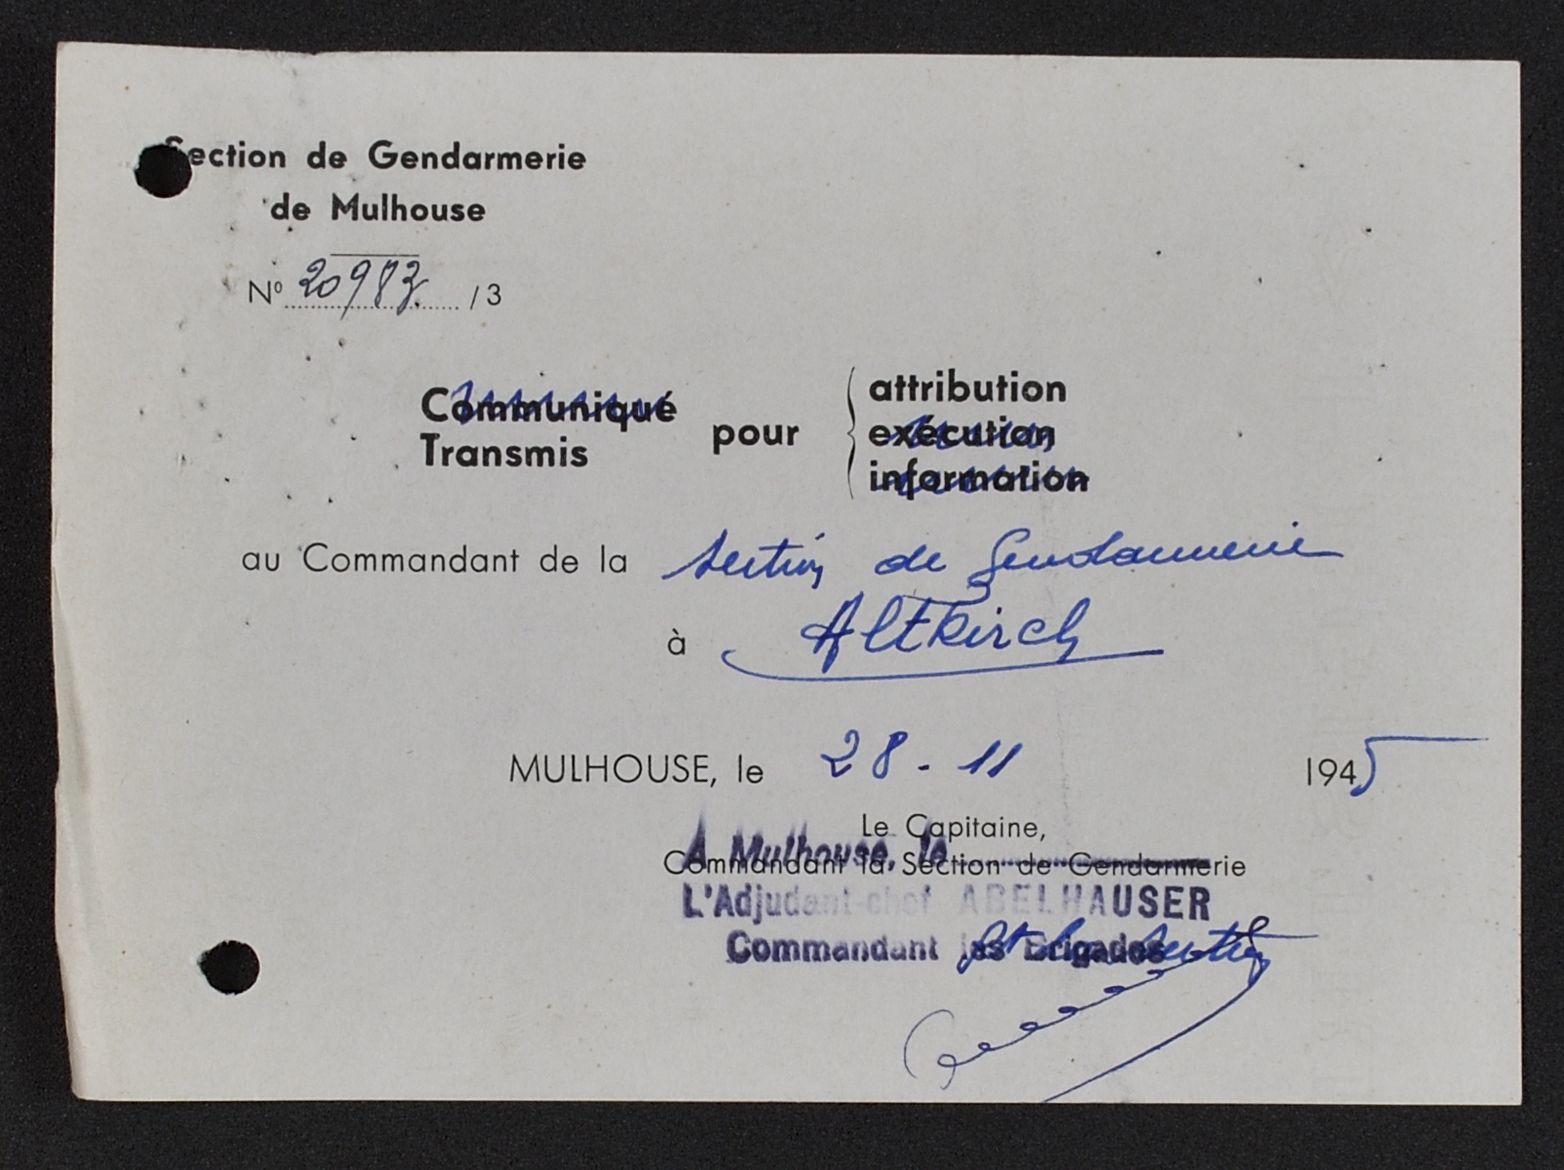 Section de Gendarmerie
de Mulhouse
N° 20983 /3
Communiqué
Transmis
pour
attribution
exécution
information
au Commandant de la section de Gendarmerie
à Altkirch
MULHOUSE, le 28-11 1945
Le Capitaine,
Commandant la Section de Gendarmerie
A Mulhouse, le
L'Adjudant-chef ABELHAUSER
Commandant les Brigades